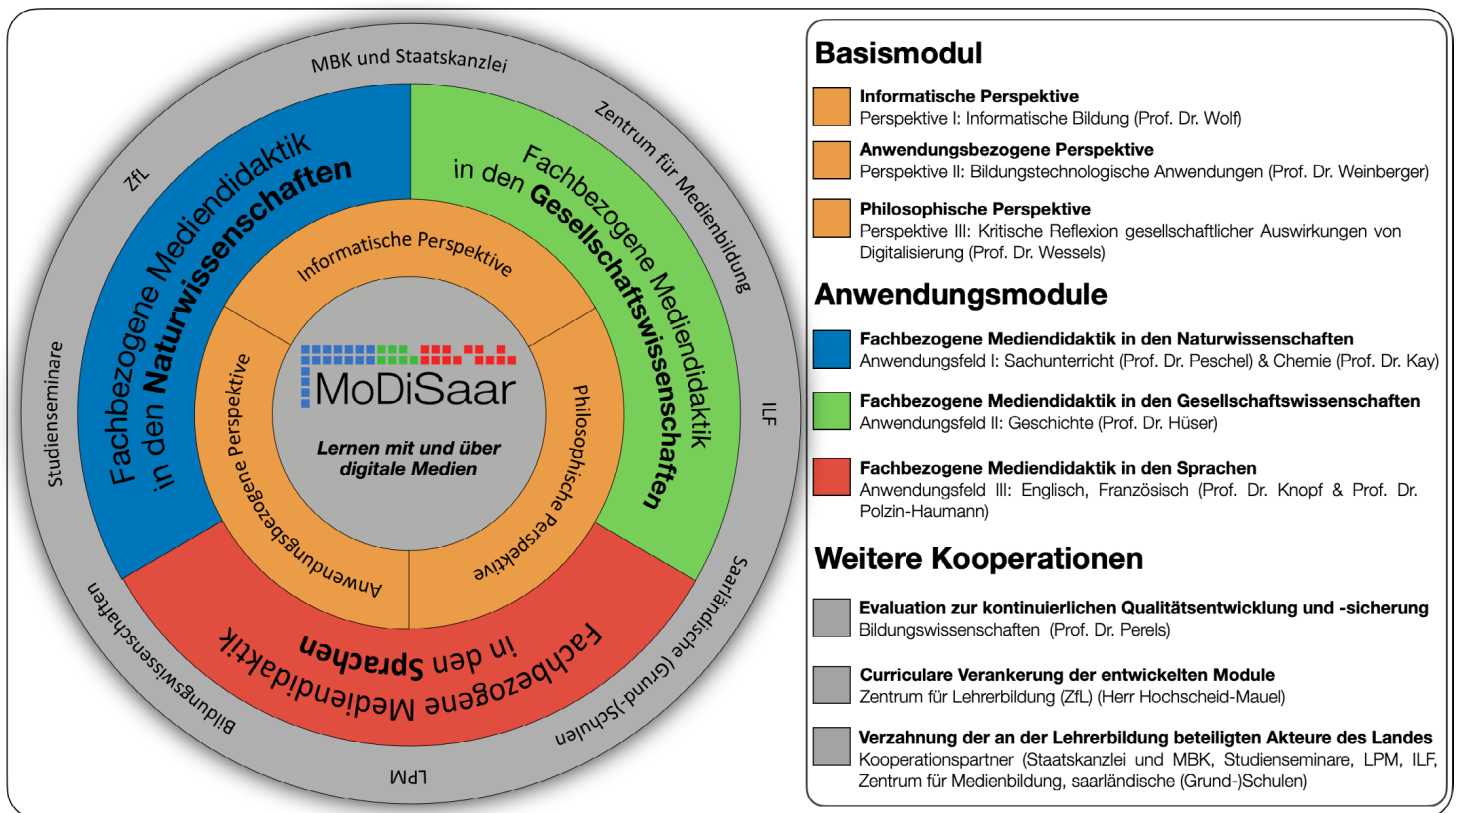 MBK und Staatskanzlei
Zentrum für Medienbildung
ILF
Saarländische (Grund-)Schulen
LPM
Bildungswissenschaften
Studienseminare
ZfL
Fachbezogene Mediendidaktik
in den Naturwissenschaften
Fachbezogene Mediendidaktik
in den Gesellschaftswissenschaften
Fachbezogene Mediendidaktik
in den Sprachen
Informatische Perspektive
Philosophische Perspektive
Anwendungsbezogene Perspektive
MoDiSaar
Lernen mit und über
digitale Medien
Basismodul
Informatische Perspektive
Perspektive I: Informatische Bildung (Prof. Dr. Wolf)
Anwendungsbezogene Perspektive
Perspektive II: Bildungstechnologische Anwendungen (Prof. Dr. Weinberger)
Philosophische Perspektive
Perspektive III: Kritische Reflexion gesellschaftlicher Auswirkungen von
Digitalisierung (Prof. Dr. Wessels)
Anwendungsmodule
Fachbezogene Mediendidaktik in den Naturwissenschaften
Anwendungsfeld I: Sachunterricht (Prof. Dr. Peschel) & Chemie (Prof. Dr. Kay)
Fachbezogene Mediendidaktik in den Gesellschaftswissenschaften
Anwendungsfeld II: Geschichte (Prof. Dr. Hüser)
Fachbezogene Mediendidaktik in den Sprachen
Anwendungsfeld III: Englisch, Französisch (Prof. Dr. Knopf & Prof. Dr.
Polzin-Haumann)
Weitere Kooperationen
Evaluation zur kontinuierlichen Qualitätsentwicklung und -sicherung
Bildungswissenschaften (Prof. Dr. Perels)
Curriculare Verankerung der entwickelten Module
Zentrum für Lehrerbildung (ZfL) (Herr Hochscheid-Mauel)
Verzahnung der an der Lehrerbildung beteiligten Akteure des Landes
Kooperationspartner (Staatskanzlei und MBK, Studienseminare, LPM, ILF,
Zentrum für Medienbildung, saarländische (Grund-)Schulen)